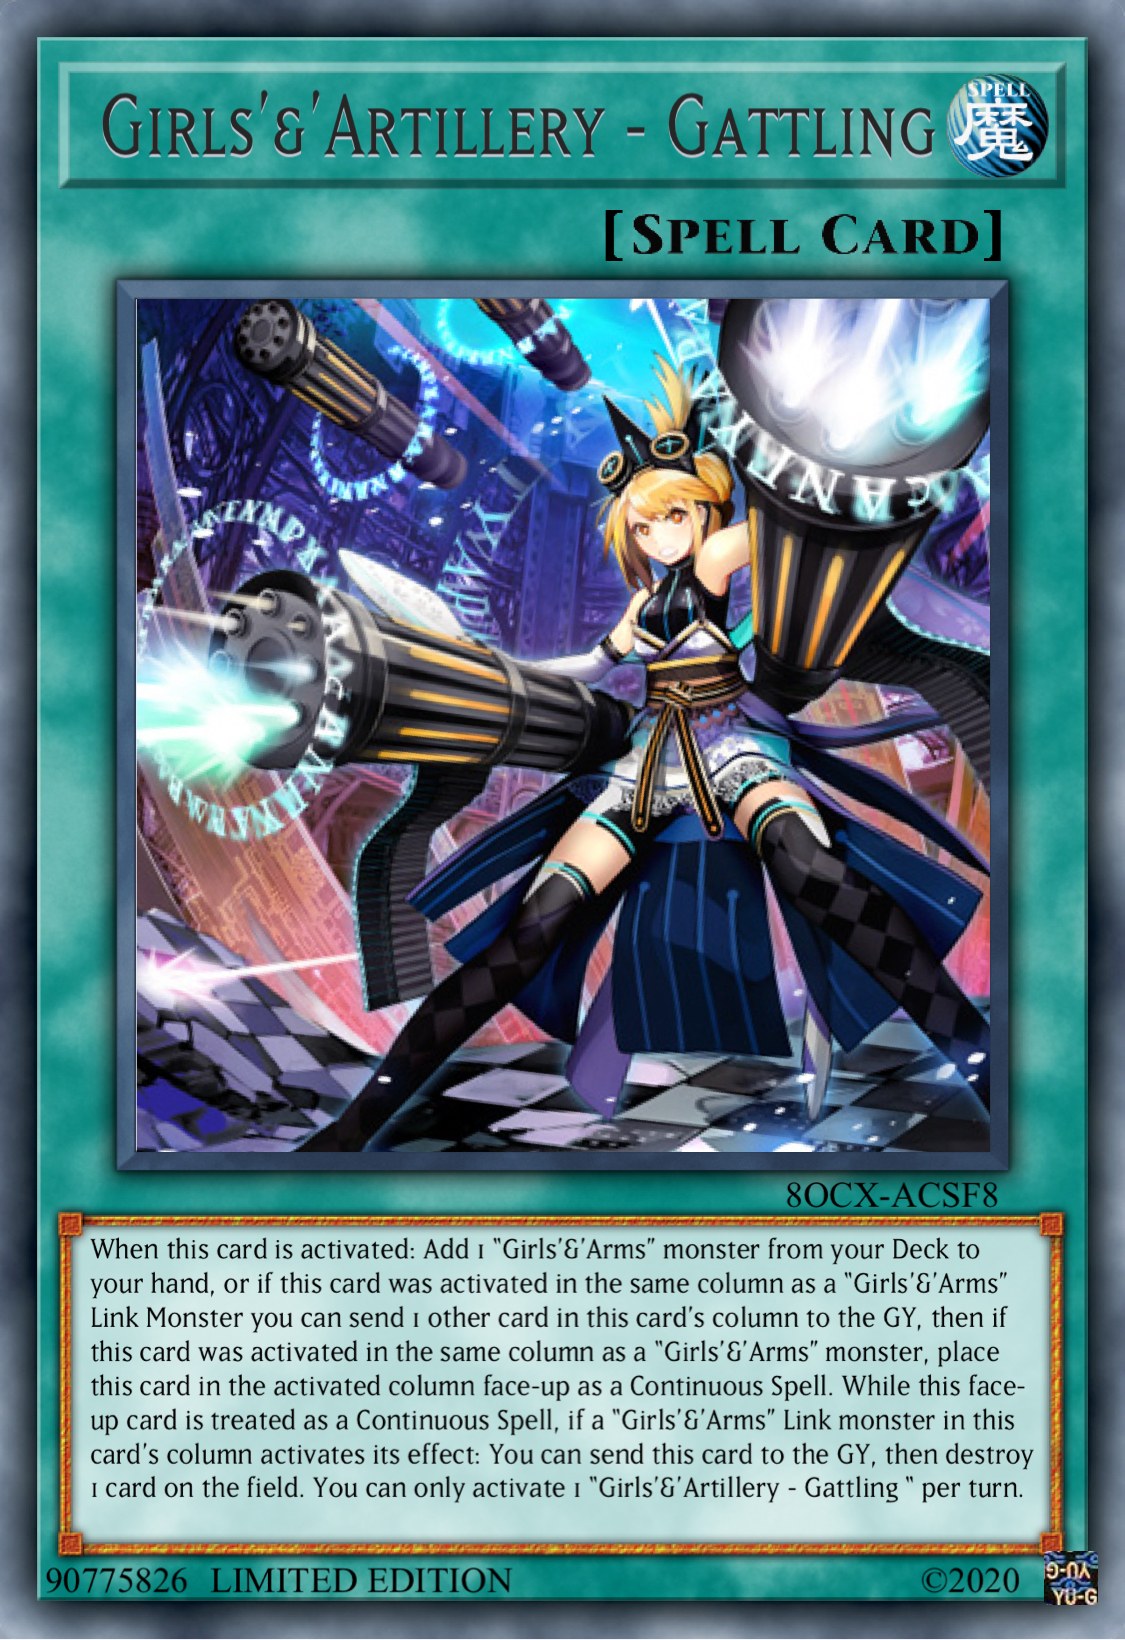 Girls'&'Artillery - Gattling
SPELL
魔
[Spell Card]
8OCX-ACSF8
When this card is activated: Add 1 "Girls'&'Arms" monster from your Deck to
your hand, or if this card was activated in the same column as a "Girls'&'Arms"
Link Monster you can send 1 other card in this card's column to the GY, then if
this card was activated in the same column as a "Girls'&'Arms" monster, place
this card in the activated column face-up as a Continuous Spell. While this face-
up card is treated as a Continuous Spell, if a "Girls'&'Arms" Link monster in this
card's column activates its effect: You can send this card to the GY, then destroy
1 card on the field. You can only activate 1 "Girls'&'Artillery - Gattling " per turn.
90775826 LIMITED EDITION
©2020